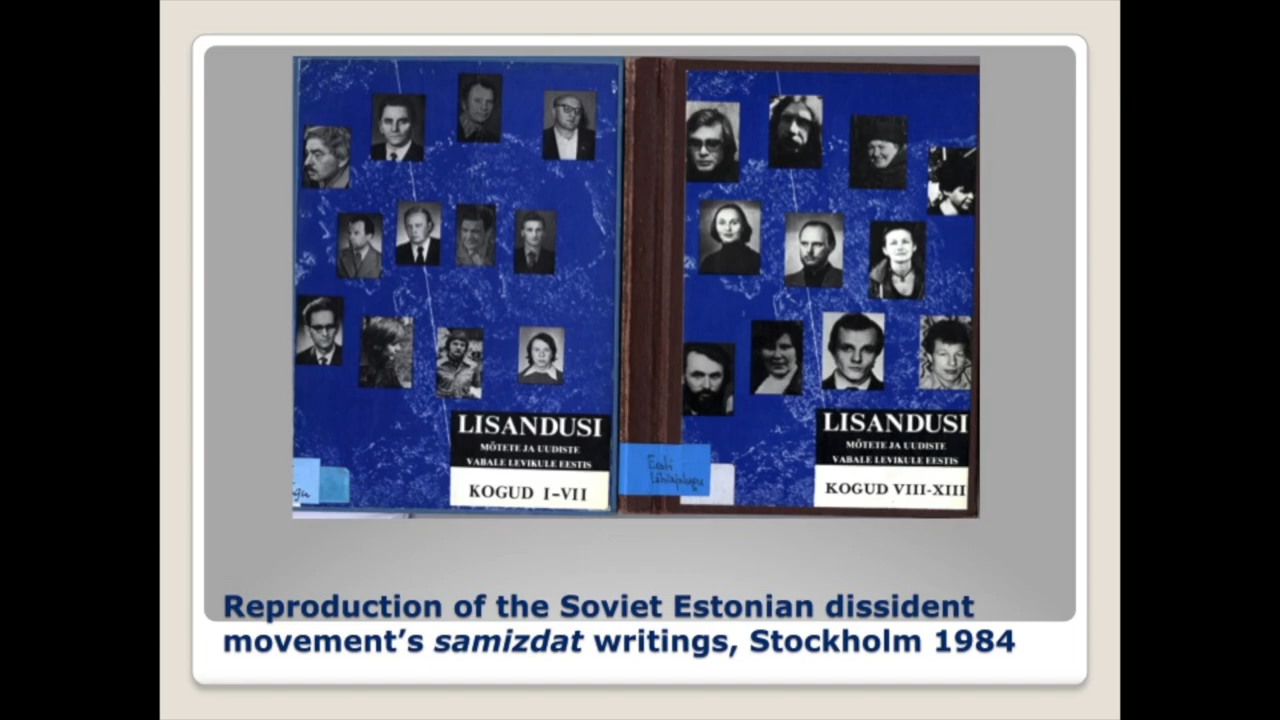 LISANDUSI
MÕTETE JA UUDISTE
VABALE LEVIKULE EESTIS
KOGUD I-VII
Eesti
LISANDUSI
MÕTETE JA UUDISTE
VABALE LEVIKULE EESTIS
KOGUD VIII-XIII
Reproduction of the Soviet Estonian dissident
movement's samizdat writings, Stockholm 1984